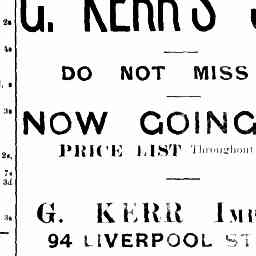 G. KERR'S
DO NOT MISS
NOW GOING
PRICE LIST Throughout
G. KERR
94 LIVERPOOL ST